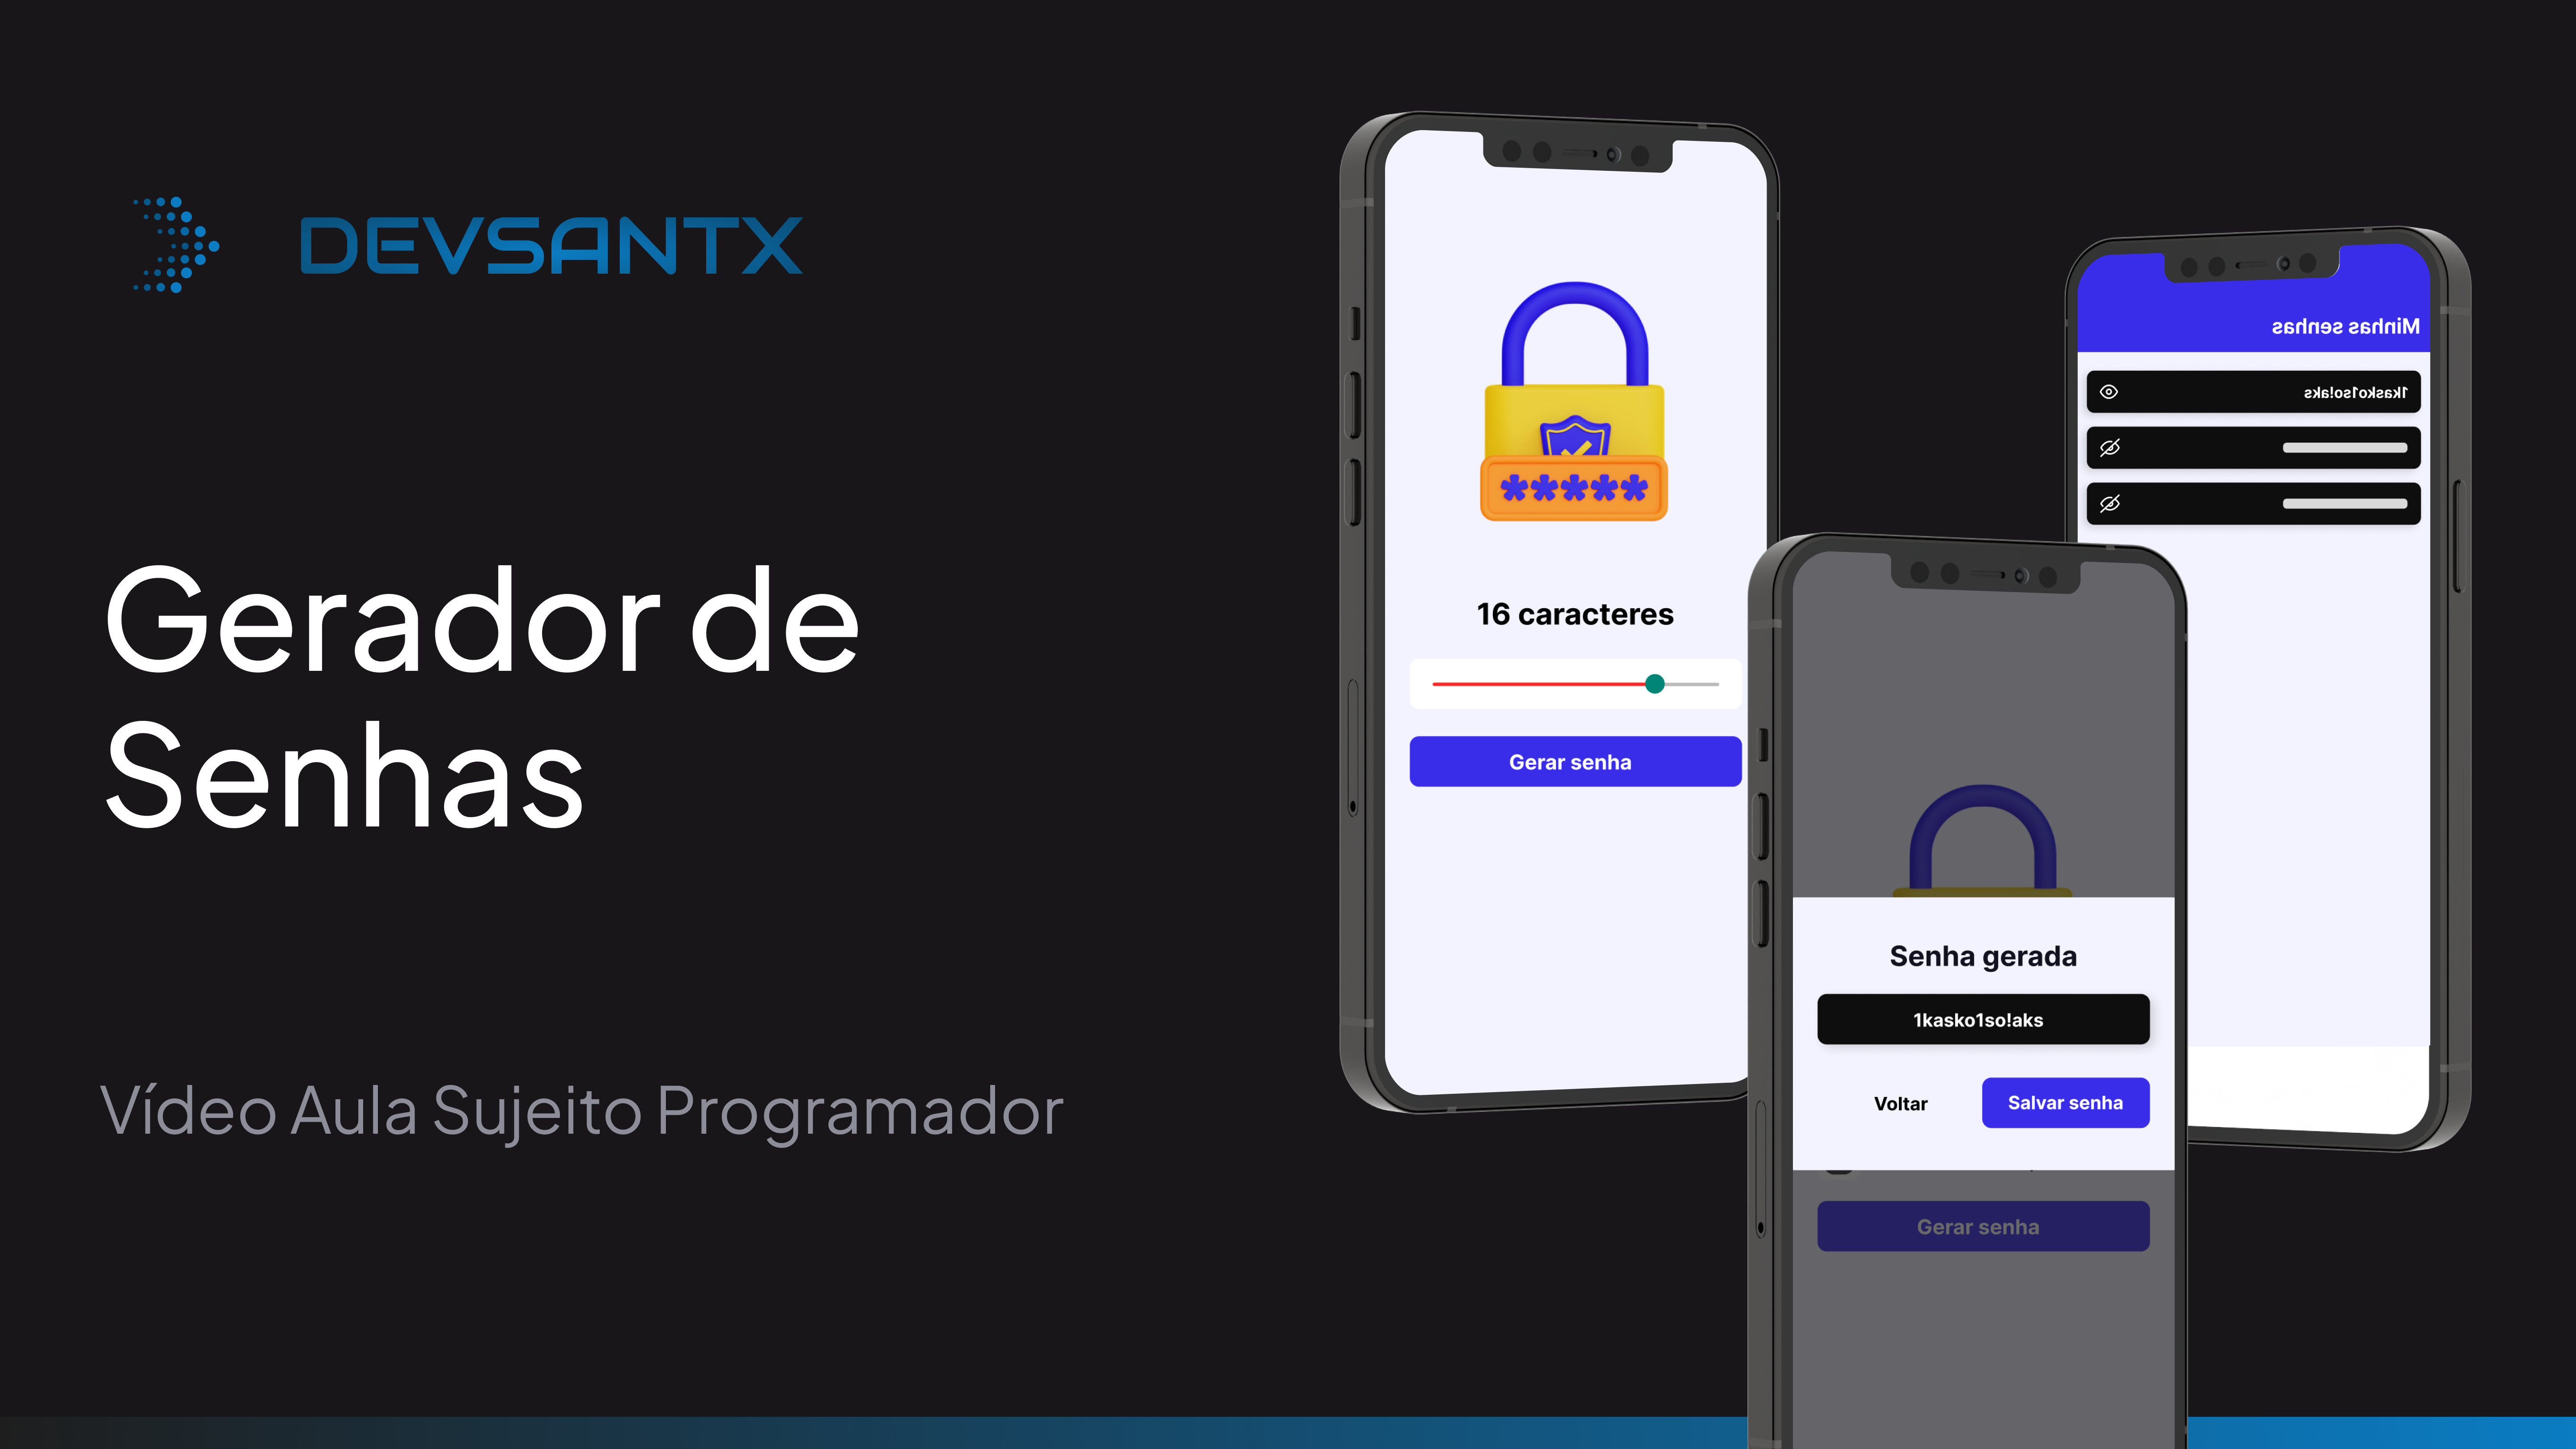 DEVSANTX
Gerador de
Senhas
Vídeo Aula Sujeito Programador
*****
16 caracteres
Gerar senha
Minhas senhas
1kasko1so!aks
Senha gerada
1kasko1so!aks
Voltar
Salvar senha
Gerar senha